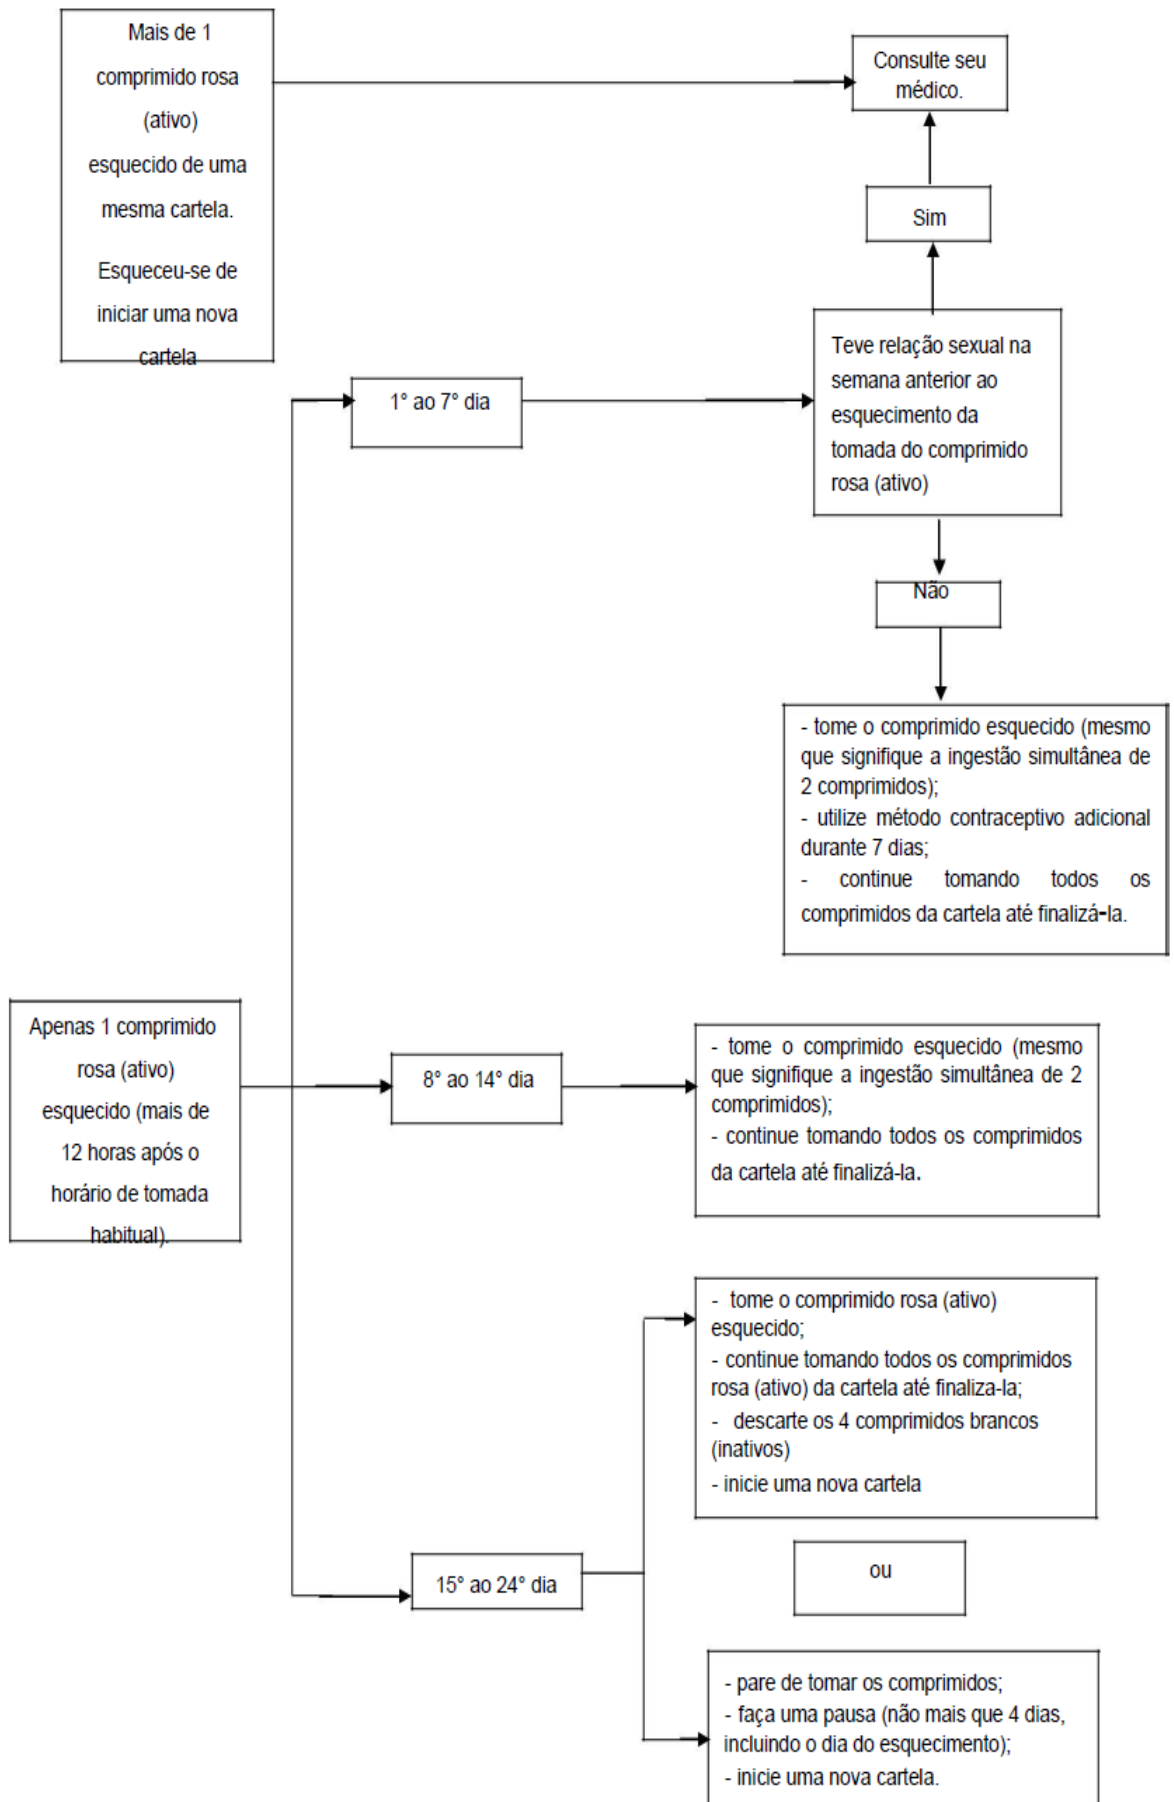 Mais de 1
comprimido rosa
(ativo)
esquecido de uma
mesma cartela.
Esqueceu-se de
iniciar uma nova
cartela
Consulte seu
médico.
Sim
Teve relação sexual na
semana anterior ao
esquecimento da
tomada do comprimido
rosa (ativo)
1° ao 7° dia
Não
- tome o comprimido esquecido (mesmo
que signifique a ingestão simultânea de
2 comprimidos);
- utilize método contraceptivo adicional
durante 7 dias;
- continue tomando todos os
comprimidos da cartela até finalizá-la.
Apenas 1 comprimido
rosa (ativo)
esquecido (mais de
12 horas após o
horário de tomada
habitual).
8° ao 14° dia
- tome o comprimido esquecido (mesmo
que signifique a ingestão simultânea de 2
comprimidos);
- continue tomando todos os comprimidos
da cartela até finalizá-la.
- tome o comprimido rosa (ativo)
esquecido;
- continue tomando todos os comprimidos
rosa (ativo) da cartela até finaliza-la;
- descarte os 4 comprimidos brancos
(inativos)
- inicie uma nova cartela
15° ao 24° dia
ou
- pare de tomar os comprimidos;
- faça uma pausa (não mais que 4 dias,
incluindo o dia do esquecimento);
- inicie uma nova cartela.